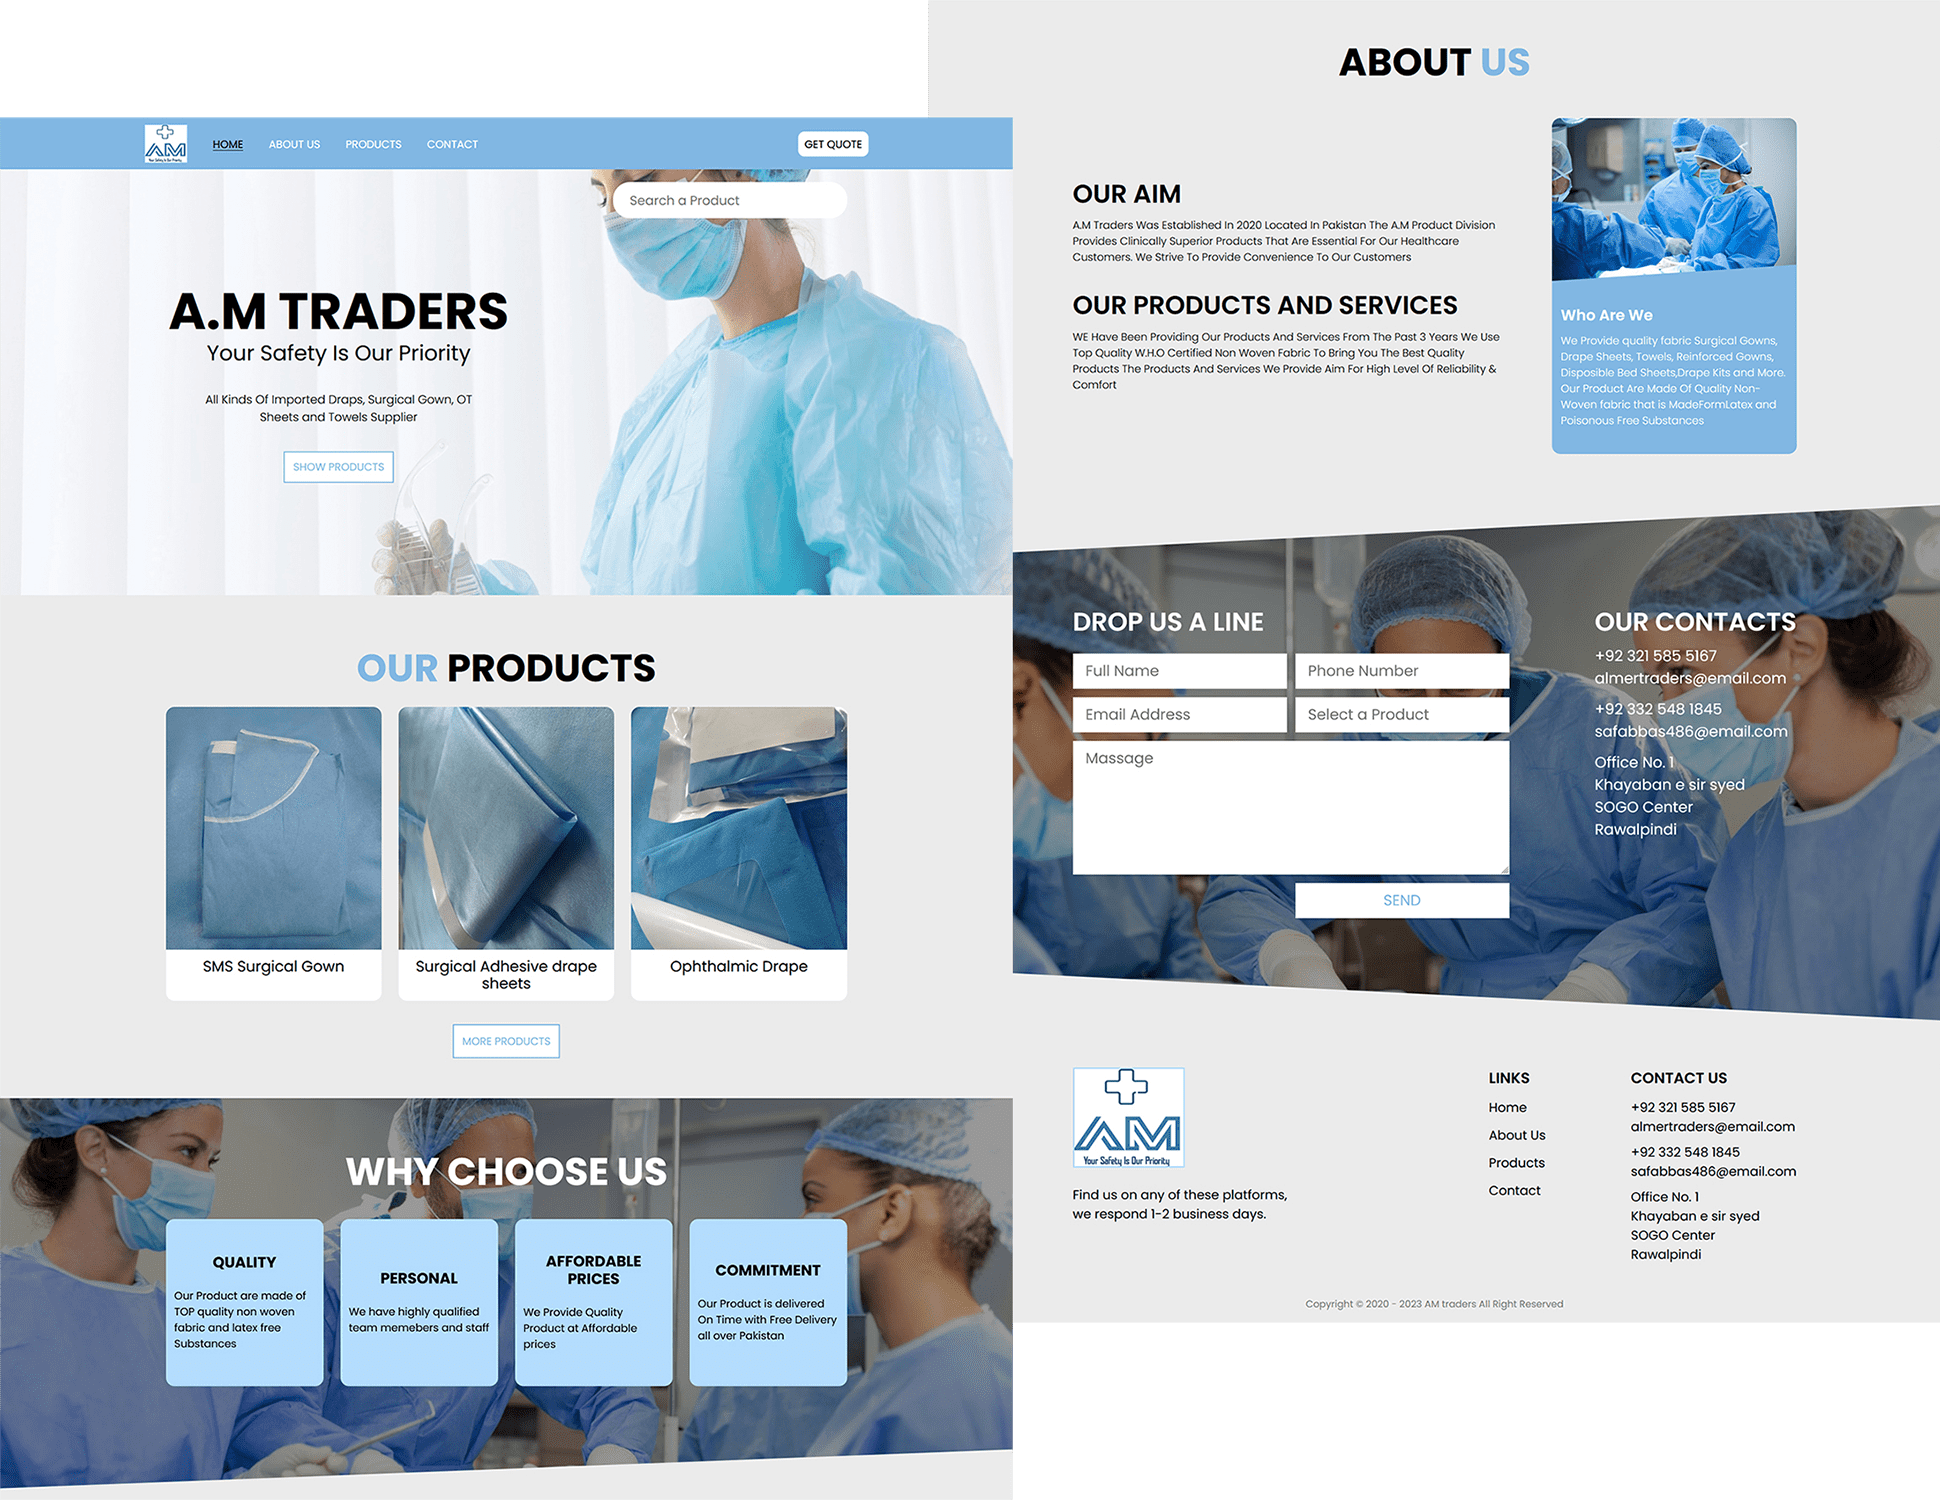 AM
Your Safety Is Our Priority
HOME
ABOUT US
PRODUCTS
CONTACT
GET QUOTE
Search a Product
A.M TRADERS
Your Safety Is Our Priority
All Kinds Of Imported Draps, Surgical Gown, OT
Sheets and Towels Supplier
SHOW PRODUCTS
OUR PRODUCTS
SMS Surgical Gown
Surgical Adhesive drape
sheets
Ophthalmic Drape
MORE PRODUCTS
WHY CHOOSE US
QUALITY
Our Product are made of
TOP quality non woven
fabric and latex free
Substances
PERSONAL
We have highly qualified
team memebers and staff
AFFORDABLE
PRICES
We Provide Quality
Product at Affordable
prices
COMMITMENT
Our Product is delivered
On Time with Free Delivery
all over Pakistan
ABOUT US
OUR AIM
A.M Traders Was Established In 2020 Located In Pakistan The A.M Product Division
Provides Clinically Superior Products That Are Essential For Our Healthcare
Customers. We Strive To Provide Convenience To Our Customers
OUR PRODUCTS AND SERVICES
WE Have Been Providing Our Products And Services From The Past 3 Years We Use
Top Quality W.H.O Certified Non Woven Fabric To Bring You The Best Quality
Products The Products And Services We Provide Aim For High Level Of Reliability &
Comfort
Who Are We
We Provide quality fabric Surgical Gowns,
Drape Sheets, Towels, Reinforced Gowns,
Disposible Bed Sheets,Drape Kits and More.
Our Product Are Made Of Quality Non-
Woven fabric that is MadeFormLatex and
Poisonous Free Substances
DROP US A LINE
Full Name
Phone Number
Email Address
Select a Product
Massage
SEND
OUR CONTACTS
+92 321 585 5167
almertraders@email.com
+92 332 548 1845
safabbas486@email.com
Office No. 1
Khayaban e sir syed
SOGO Center
Rawalpindi
AM
Your Safety Is Our Priority
Find us on any of these platforms,
we respond 1-2 business days.
LINKS
Home
About Us
Products
Contact
CONTACT US
+92 321 585 5167
almertraders@email.com
+92 332 548 1845
safabbas486@email.com
Office No. 1
Khayaban e sir syed
SOGO Center
Rawalpindi
Copyright © 2020 - 2023 AM traders All Right Reserved